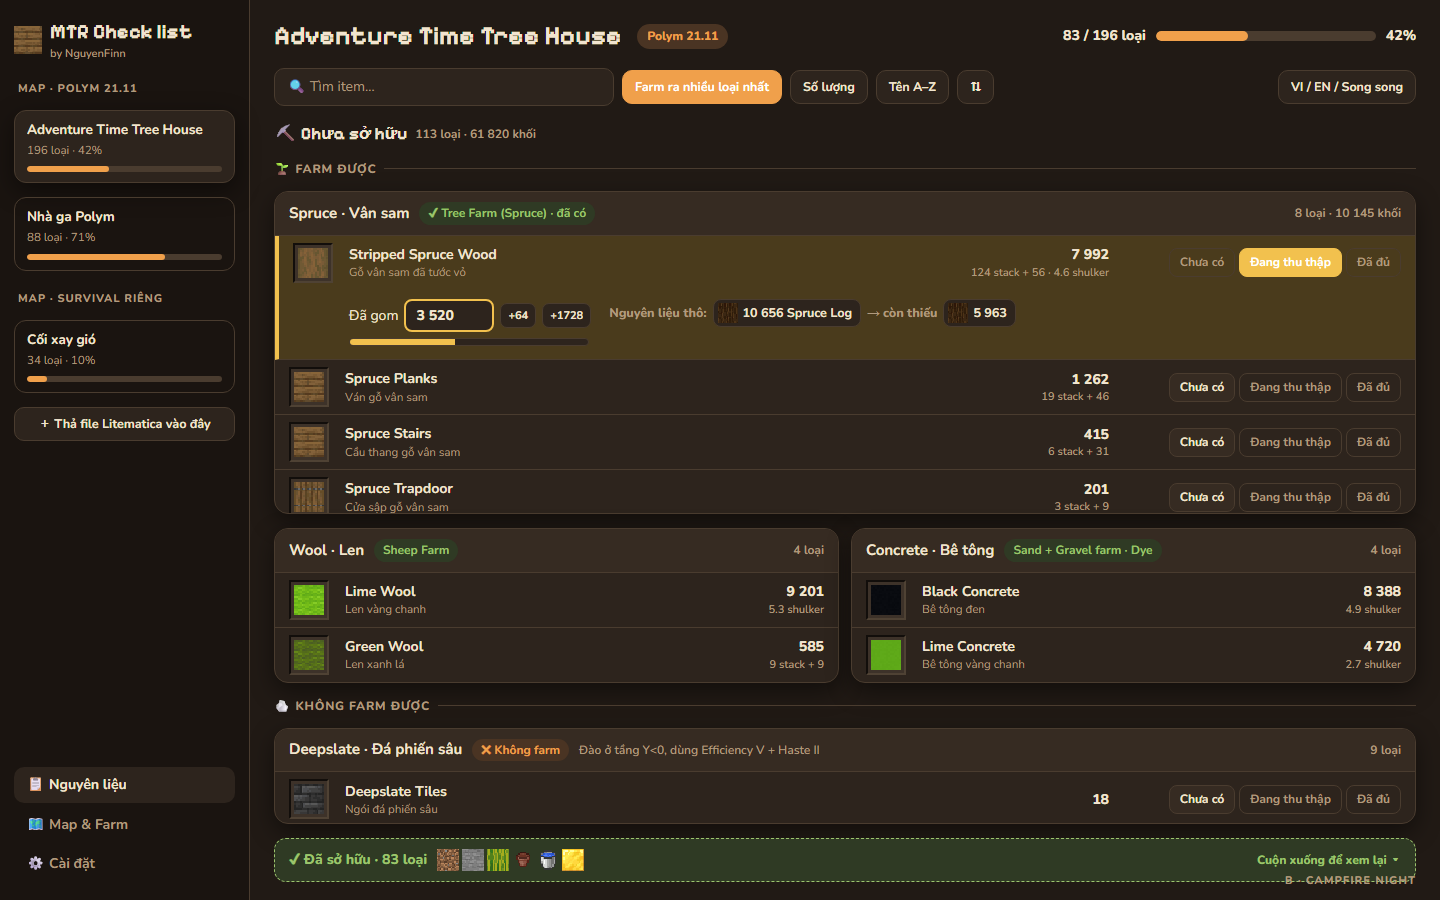 MTR Check list
by NguyenFinn
MAP · POLYM 21.11
Adventure Time Tree House
196 loại · 42%
Nhà ga Polym
88 loại · 71%
MAP · SURVIVAL RIÊNG
Cối xay gió
34 loại · 10%
+ Thả file Litematica vào đây
Nguyên liệu
Map & Farm
Cài đặt
Adventure Time Tree House
Polym 21.11
83 / 196 loại
42%
Tìm item...
Farm ra nhiều loại nhất
Số lượng
Tên A–Z
⇅
VI / EN / Song song
Chưa sở hữu 113 loại · 61 820 khối
FARM ĐƯỢC
Spruce · Vân sam ✓ Tree Farm (Spruce) · đã có 8 loại · 10 145 khối
Stripped Spruce Wood 7 992 Chưa có Đang thu thập Đã đủ
Gỗ vân sam đã tước vỏ 124 stack + 56 · 4.6 shulker
Đã gom 3 520 +64 +1728 Nguyên liệu thô: 10 656 Spruce Log → còn thiếu 5 963
Spruce Planks 1 262 Chưa có Đang thu thập Đã đủ
Ván gỗ vân sam 19 stack + 46
Spruce Stairs 415 Chưa có Đang thu thập Đã đủ
Cầu thang gỗ vân sam 6 stack + 31
Spruce Trapdoor 201 Chưa có Đang thu thập Đã đủ
Cửa sập gỗ vân sam 3 stack + 9
Wool · Len Sheep Farm 4 loại
Lime Wool 9 201
Len vàng chanh 5.3 shulker
Green Wool 585
Len xanh lá 9 stack + 9
Concrete · Bê tông Sand + Gravel farm · Dye 4 loại
Black Concrete 8 388
Bê tông đen 4.9 shulker
Lime Concrete 4 720
Bê tông vàng chanh 2.7 shulker
KHÔNG FARM ĐƯỢC
Deepslate · Đá phiến sâu ✕ Không farm Đào ở tầng Y<0, dùng Efficiency V + Haste II 9 loại
Deepslate Tiles 18 Chưa có Đang thu thập Đã đủ
Ngói đá phiến sâu
✓ Đã sở hữu · 83 loại Cuộn xuống để xem lại ▾
B · CAMPFIRE NIGHT